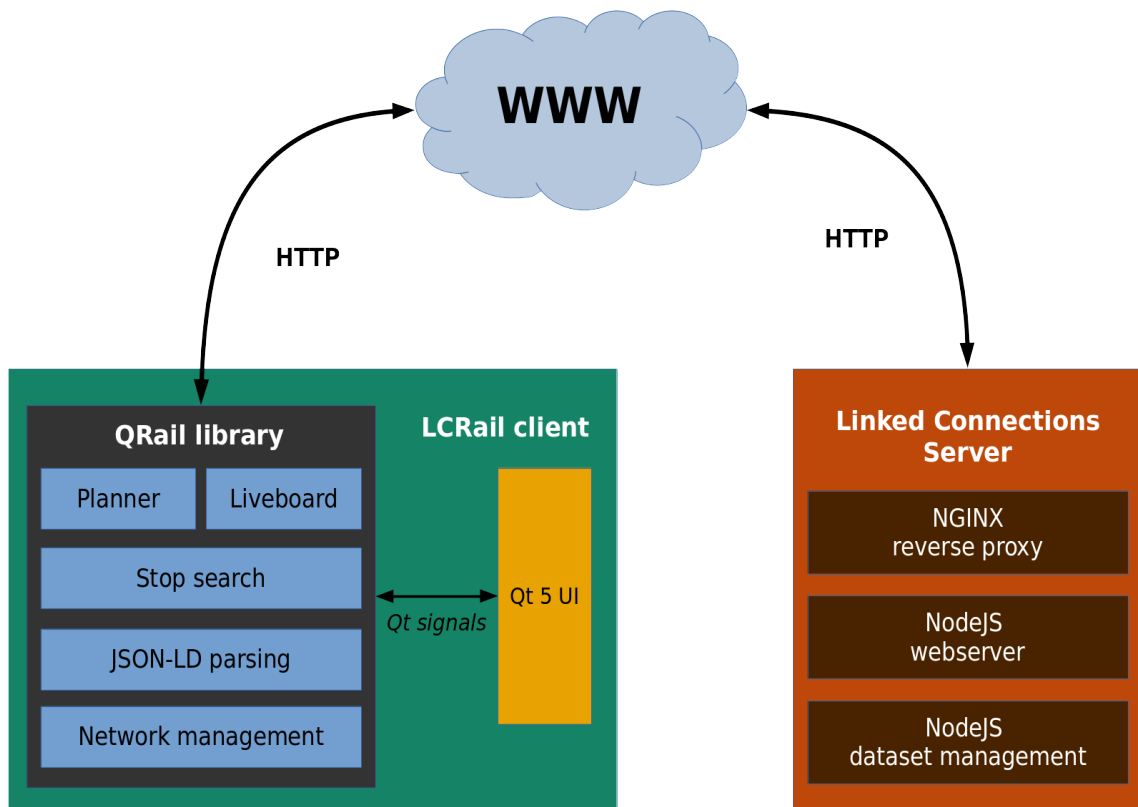 WWW
HTTP
HTTP
QRail library
LCRail client
Planner
Liveboard
Stop search
JSON-LD parsing
Network management
Qt signals
Qt 5 UI
Linked Connections
Server
NGINX
reverse proxy
NodeJS
webserver
NodeJS
dataset management